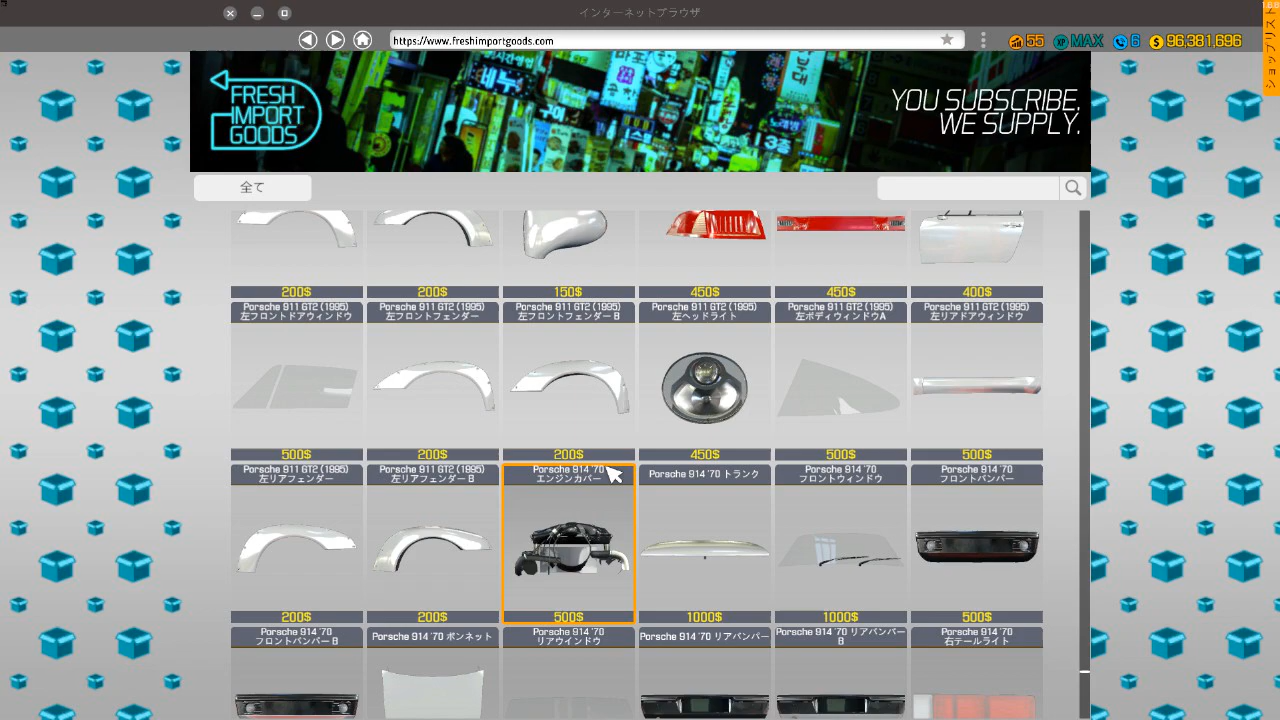 インターネットブラウザ
https://www.freshimportgoods.com
55
XP MAX
6
$ 96,381,696
1.6.8
ショップリスト
FRESH
IMPORT
GOODS
YOU SUBSCRIBE,
WE SUPPLY.
全て
200$
200$
150$
450$
450$
400$
Porsche 911 GT2 (1995)
左フロントドアウィンドウ
Porsche 911 GT2 (1995)
左フロントフェンダー
Porsche 911 GT2 (1995)
左フロントフェンダー B
Porsche 911 GT2 (1995)
左ヘッドライト
Porsche 911 GT2 (1995)
左ボディウィンドウA
Porsche 911 GT2 (1995)
左リアドアウィンドウ
500$
200$
200$
450$
500$
500$
Porsche 911 GT2 (1995)
左リアフェンダー
Porsche 911 GT2 (1995)
左リアフェンダー B
Porsche 914 '70
エンジンカバー
Porsche 914 '70 トランク
Porsche 914 '70
フロントウィンドウ
Porsche 914 '70
フロントバンパー
200$
200$
500$
1000$
1000$
500$
Porsche 914 '70
フロントバンパー B
Porsche 914 '70 ボンネット
Porsche 914 '70
リアウインドウ
Porsche 914 '70 リアバンパー
Porsche 914 '70 リアバンパー
B
Porsche 914 '70
右テールライト